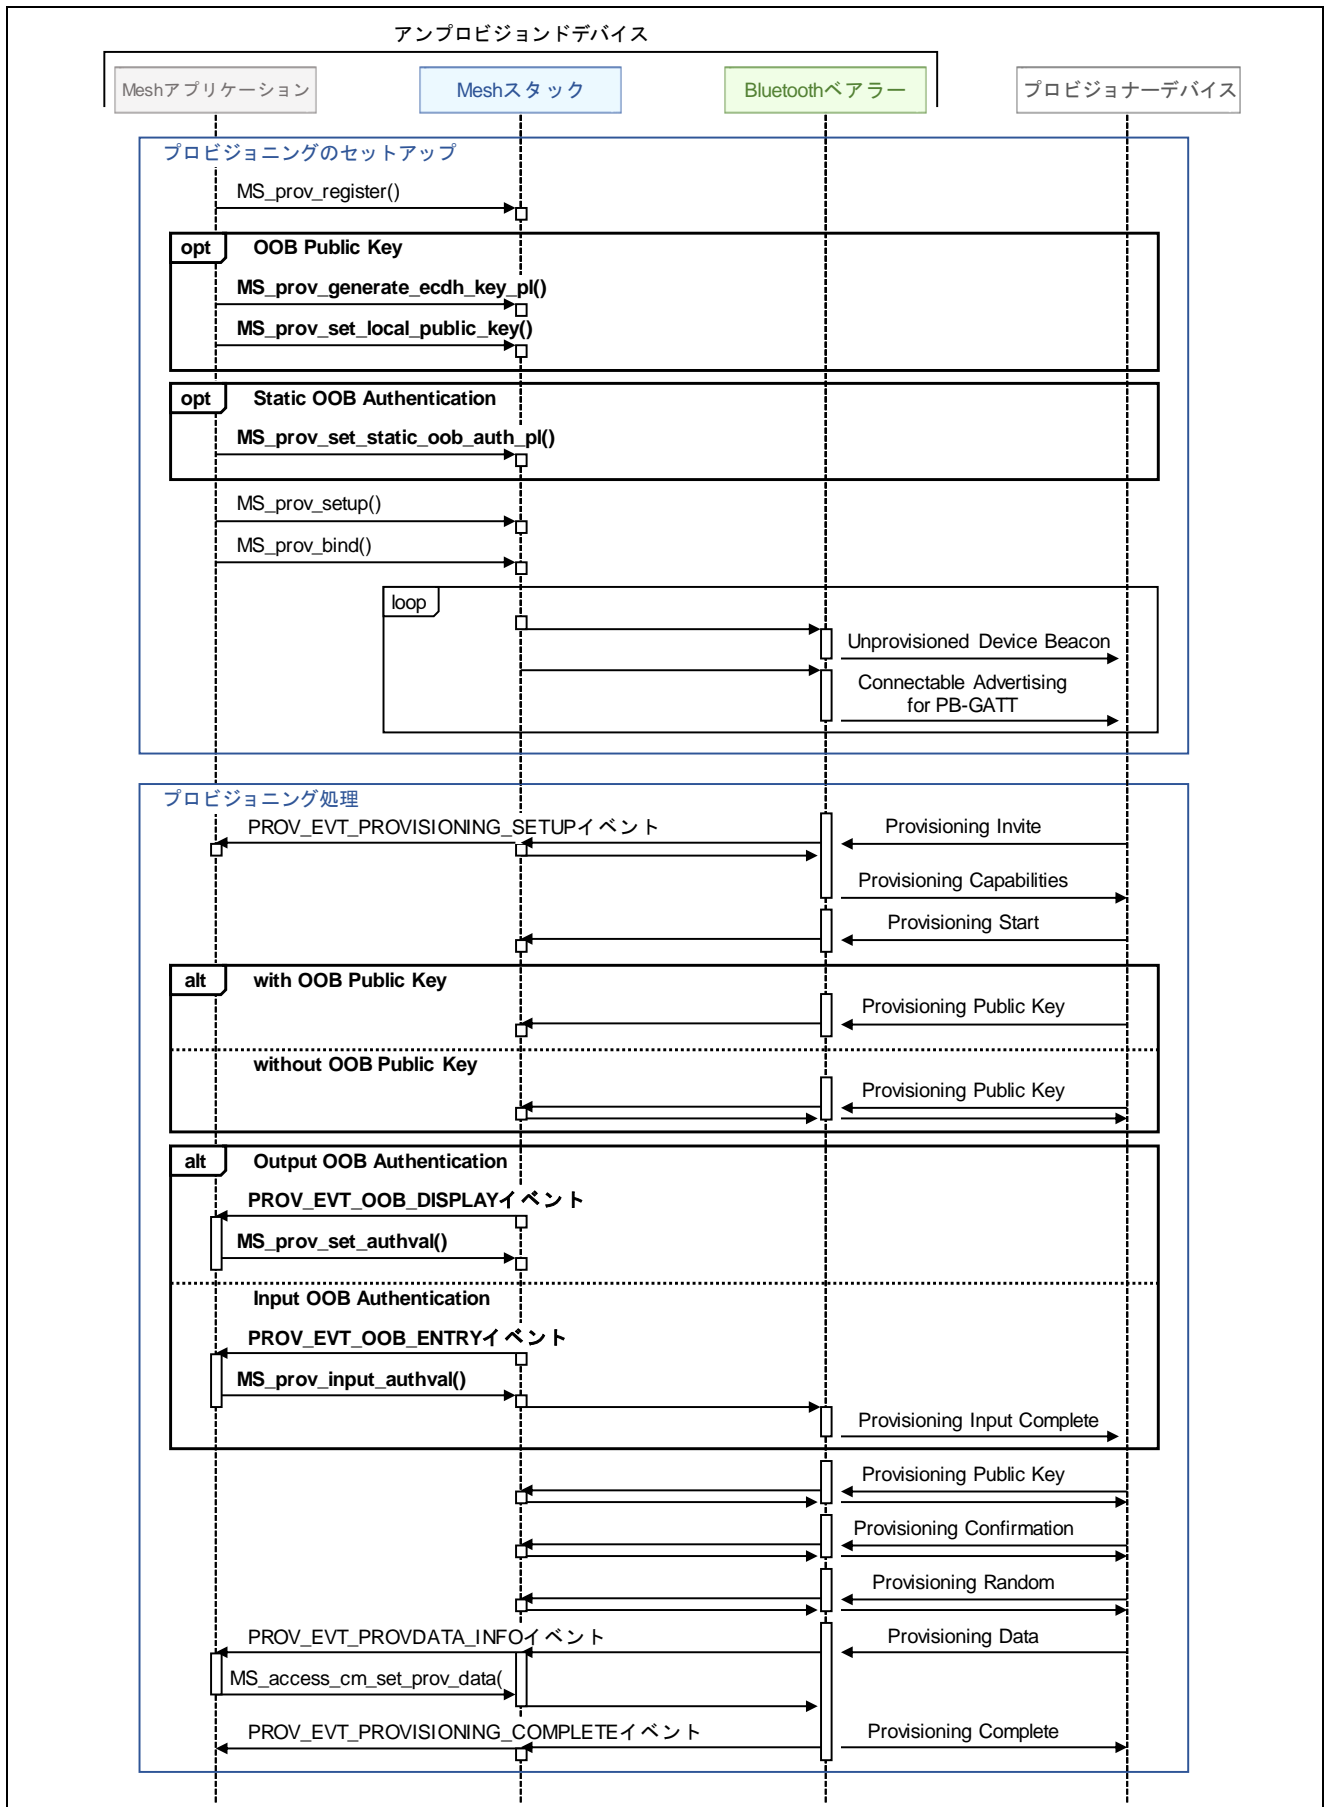 アンプロビジョンドデバイス
Meshアプリケーション
Meshスタック
Bluetoothベアラー
プロビジョナーデバイス
プロビジョニングのセットアップ
MS_prov_register()
opt
OOB Public Key
MS_prov_generate_ecdh_key_pl()
MS_prov_set_local_public_key()
opt
Static OOB Authentication
MS_prov_set_static_oob_auth_pl()
MS_prov_setup()
MS_prov_bind()
loop
Unprovisioned Device Beacon
Connectable Advertising
for PB-GATT
プロビジョニング処理
PROV_EVT_PROVISIONING_SETUPイベント
Provisioning Invite
Provisioning Capabilities
Provisioning Start
alt
with OOB Public Key
Provisioning Public Key
without OOB Public Key
Provisioning Public Key
alt
Output OOB Authentication
PROV_EVT_OOB_DISPLAYイベント
MS_prov_set_authval()
Input OOB Authentication
PROV_EVT_OOB_ENTRYイベント
MS_prov_input_authval()
Provisioning Input Complete
Provisioning Public Key
Provisioning Confirmation
Provisioning Random
PROV_EVT_PROVDATA_INFOイベント
Provisioning Data
MS_access_cm_set_prov_data(
PROV_EVT_PROVISIONING_COMPLETEイベント
Provisioning Complete